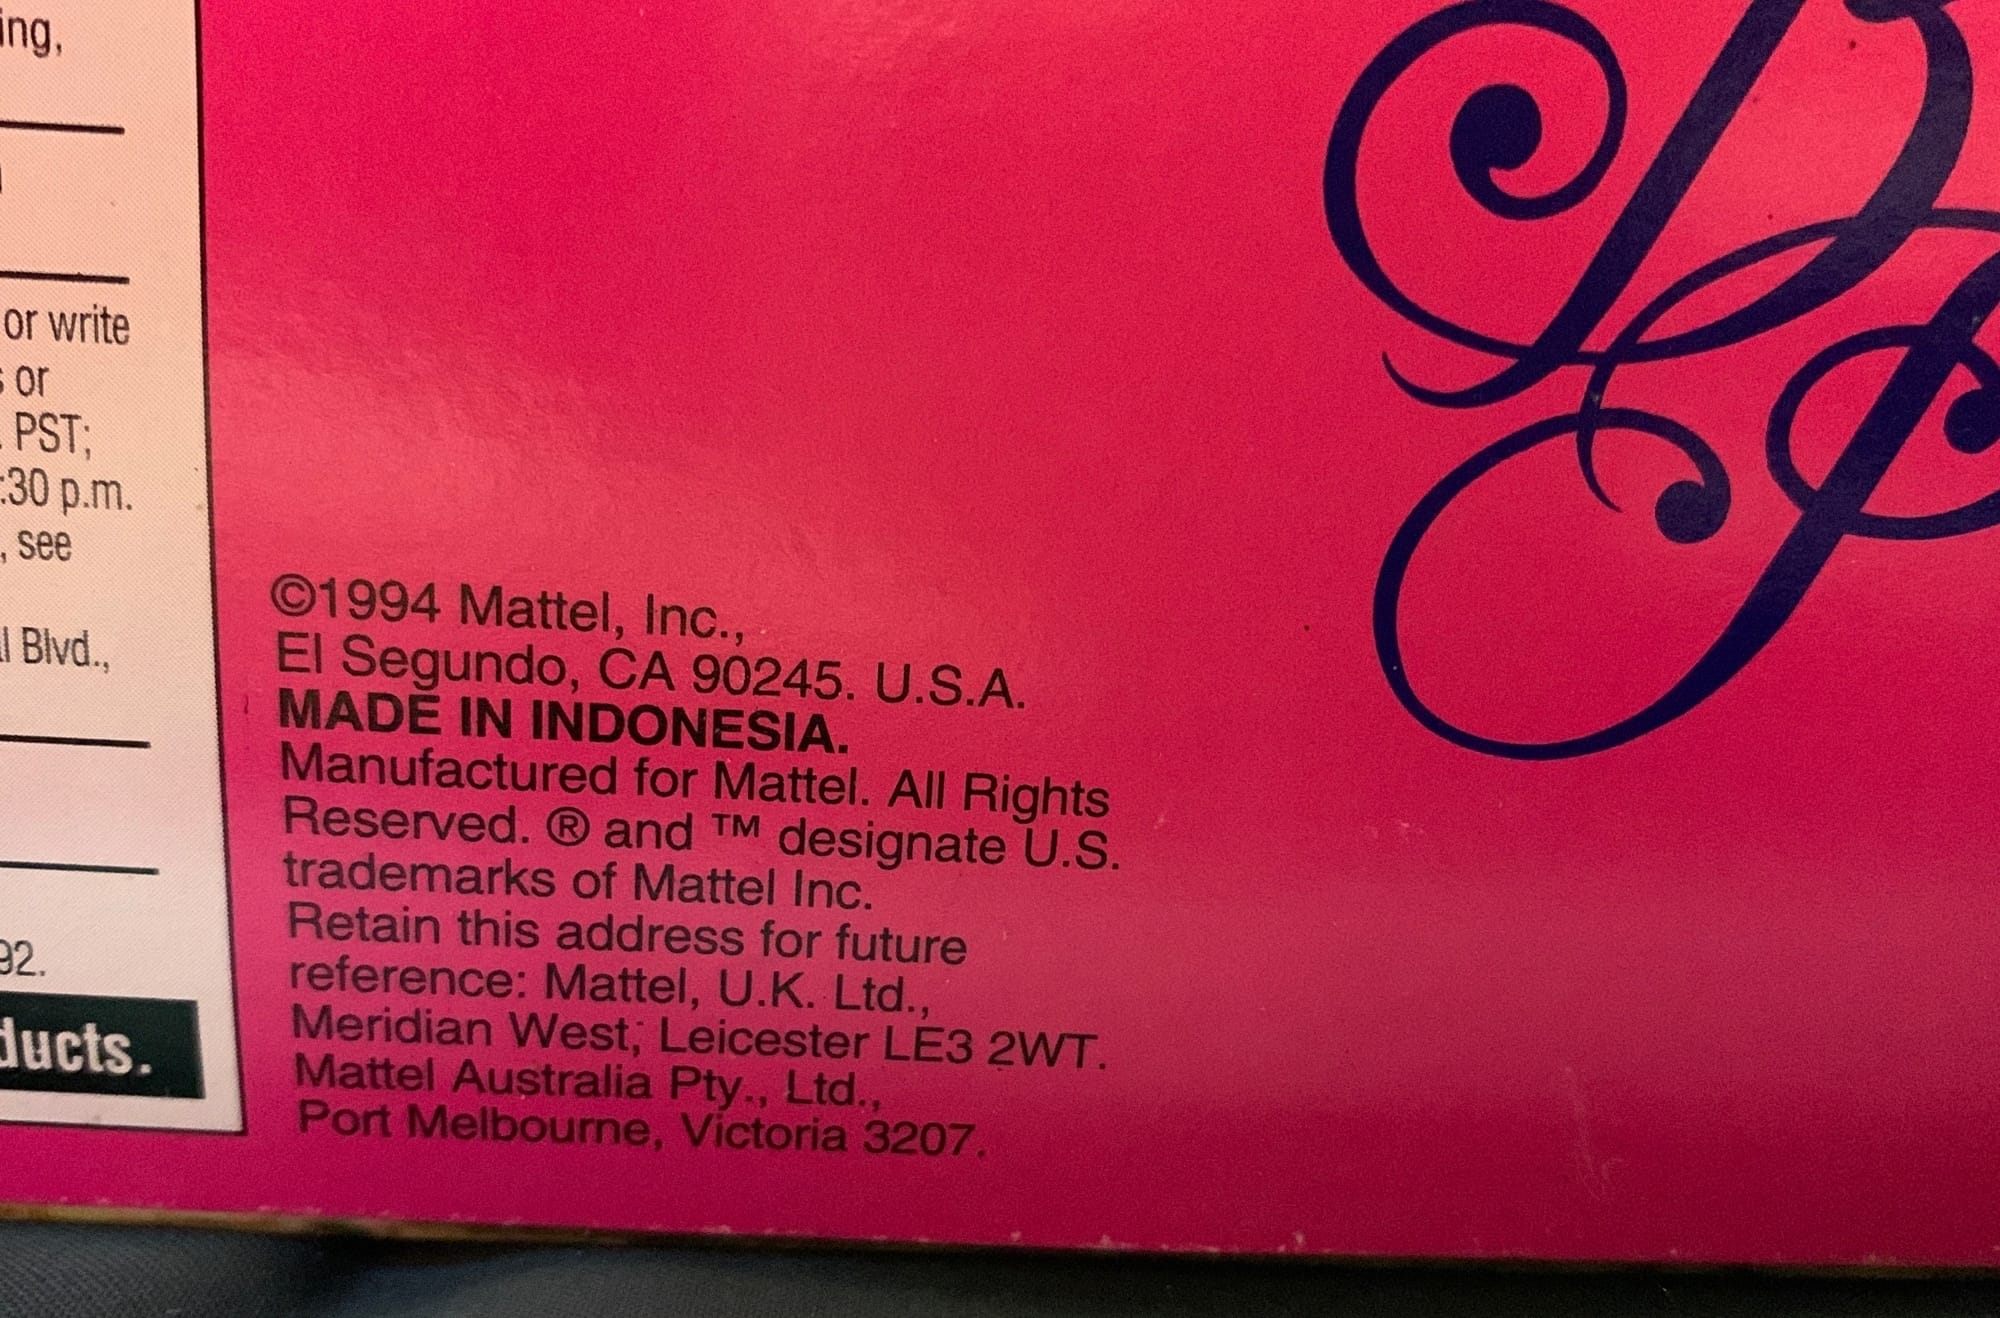 ing,
or write
or
PST;
:30 p.m.
, see
Blvd.,
92.
ducts.
©1994 Mattel, Inc.,
El Segundo, CA 90245. U.S.A.
MADE IN INDONESIA.
Manufactured for Mattel. All Rights
Reserved. ® and ™ designate U.S.
trademarks of Mattel Inc.
Retain this address for future
reference: Mattel, U.K. Ltd.,
Meridian West, Leicester LE3 2WT.
Mattel Australia Pty., Ltd.,
Port Melbourne, Victoria 3207.